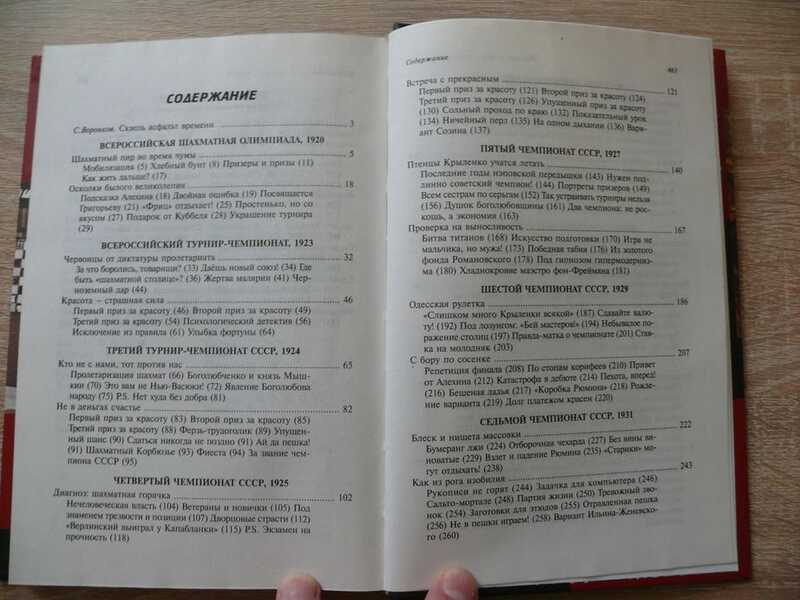 СОДЕРЖАНИЕ
С.Воронков. Сквозь асфальт времени 3
ВСЕРОССИЙСКАЯ ШАХМАТНАЯ ОЛИМПИАДА, 1920
Шахматный пир во время чумы 5
Мобилизация (5) Хлебный бунт (8) Призеры и призы (11)
Как жить дальше? (17)
Осколки былого великолепия 18
Подсказка Алехина (18) Двойная ошибка (19) Посвящается
Григорьеву (21) «Фриц» отдыхает! (25) Простенько, но со
вкусом (27) Подарок от Куббеля (28) Украшение турнира
(29)
ВСЕРОССИЙСКИЙ ТУРНИР-ЧЕМПИОНАТ, 1923
Червонцы от диктатуры пролетариата 32
За что боролись, товарищи? (33) Даёшь новый союз! (34) Где
быть «шахматной столице»? (36) Жертва малярии (41) Чер-
ноземный дар (44)
Красота – страшная сила 46
Первый приз за красоту (46) Второй приз за красоту (49)
Третий приз за красоту (54) Психологический детектив (56)
Исключение из правила (61) Улыбка фортуны (64)
ТРЕТИЙ ТУРНИР-ЧЕМПИОНАТ СССР, 1924
Кто не с нами, тот против нас 65
Пролетаризация шахмат (66) Боголюбченко и князь Мыш-
кин (70) Это вам не Нью-Васюки! (72) Явление Боголюбова
народу (75) P.S. Нет худа без добра (81)
Не в деньгах счастье 82
Первый приз за красоту (83) Второй приз за красоту (85)
Третий приз за красоту (88) Ферзь-трудоголик (89) Упущен-
ный шанс (90) Сдаться никогда не поздно (91) Ай да пешка!
(91) Шахматный Корбюзье (93) Фиеста (94) За звание чем-
пиона СССР (95)
ЧЕТВЕРТЫЙ ЧЕМПИОНАТ СССР, 1925
Диагноз: шахматная горячка 102
Нечеловеческая власть (104) Ветераны и новички (105) Под
знаменем трезвости и позиции (107) Дворцовые страсти (112)
«Верлинский выиграл у Капабланки» (115) P.S. Экзамен на
прочность (118)
Содержание 463
Встреча с прекрасным 121
Первый приз за красоту (121) Второй приз за красоту (124)
Третий приз за красоту (126) Упущенный приз за красоту
(130) Сольный проход по краю (132) Показательный урок
(134) Ничейный перл (135) На одном дыхании (136) Вари-
ант Созина (137)
ПЯТЫЙ ЧЕМПИОНАТ СССР, 1927
Птенцы Крыленко учатся летать 140
Последние годы нэповской передышки (143) Нужен под-
линно советский чемпион! (144) Портреты призеров (149)
Всем сестрам по серьгам (152) Так устраивать турниры нельзя
(156) Душок боголюбовщины (161) Два чемпиона: не рос-
кошь, а экономия (163)
Проверка на выносливость 167
Битва титанов (168) Искусство подготовки (170) Игра не
мальчика, но мужа! (173) Победная табия (176) Из золотого
фонда Романовского (178) Под гипнозом гипермодерниз-
ма (180) Хладнокровие маэстро фон-Фреймана (181)
ШЕСТОЙ ЧЕМПИОНАТ СССР, 1929
Одесская рулетка 186
«Слишком много Крыленки всякой» (187) Сдавайте валю-
ту! (192) Под лозунгом: «Бей мастеров!» (194) Небывалое по-
ражение столиц (197) Правда-матка о чемпионате (201) Став-
ка на молодняк (203)
С бору по сосенке 207
Репетиция финала (208) По стопам корифеев (210) Привет
от Алехина (212) Катастрофа в дебюте (214) Пехота, вперед!
(216) Бешеная ладья (217) «Коробка Рюмина» (218) Рожде-
ние варианта (219) Долг платежом красен (220)
СЕДЬМОЙ ЧЕМПИОНАТ СССР, 1931
Блеск и нищета массовки 222
Бумеранг лжи (224) Отборочная чехарда (227) Без вины ви-
новатые (229) Взлет и падение Рюмина (235) «Старики» мо-
гут отдыхать! (238)
Как из рога изобилия 243
Рукописи не горят (244) Задачка для компьютера (246)
Сальто-мортале (248) Партия жизни (250) Тревожный зво-
нок (254) Заготовки для этюдов (255) Отравленная пешка
(256) Не в пешки играем! (258) Вариант Ильина-Женевско-
го (260)